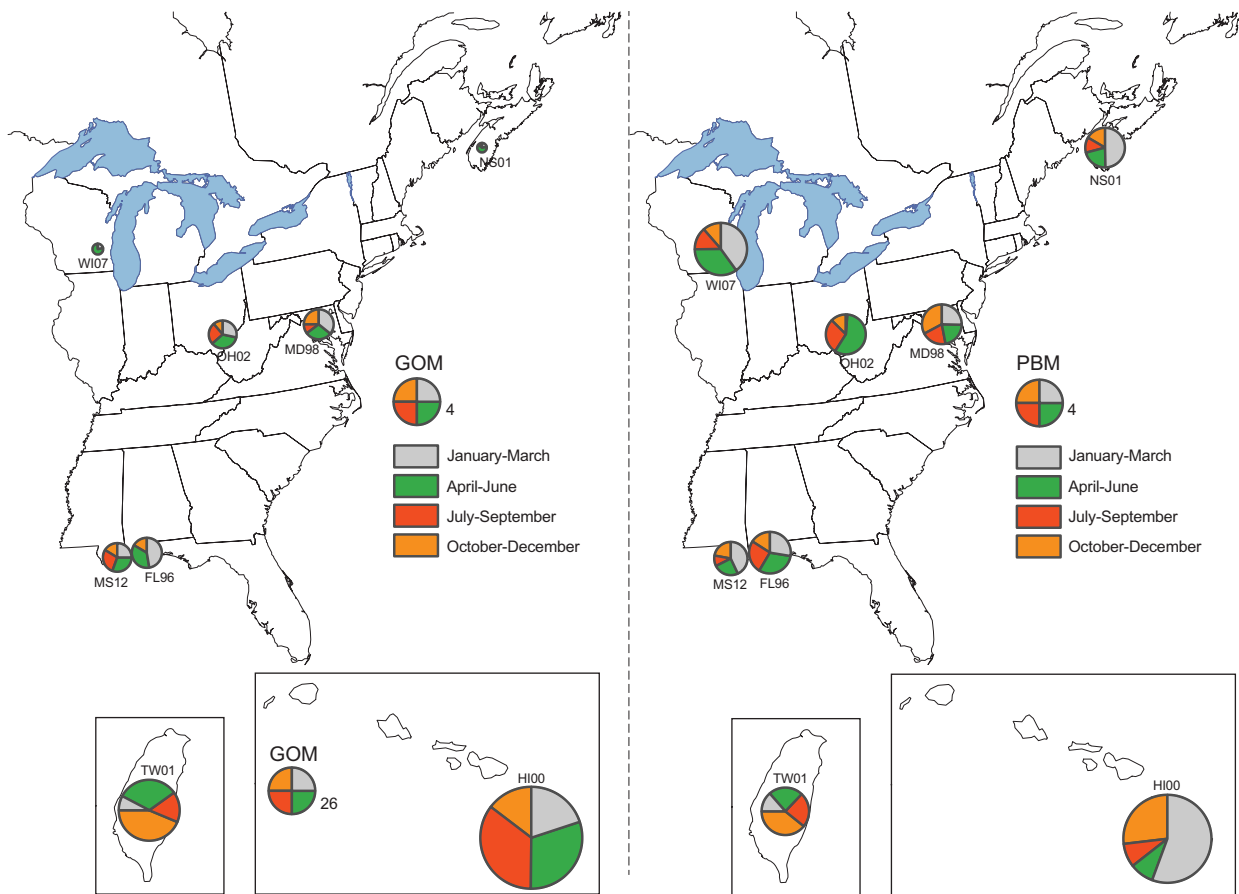 NS01
WI07
OH02
MD98
GOM
4
January-March
April-June
July-September
October-December
MS12
FL96
TW01
GOM
26
HI00
NS01
WI07
OH02
MD98
PBM
4
January-March
April-June
July-September
October-December
MS12
FL96
TW01
HI00